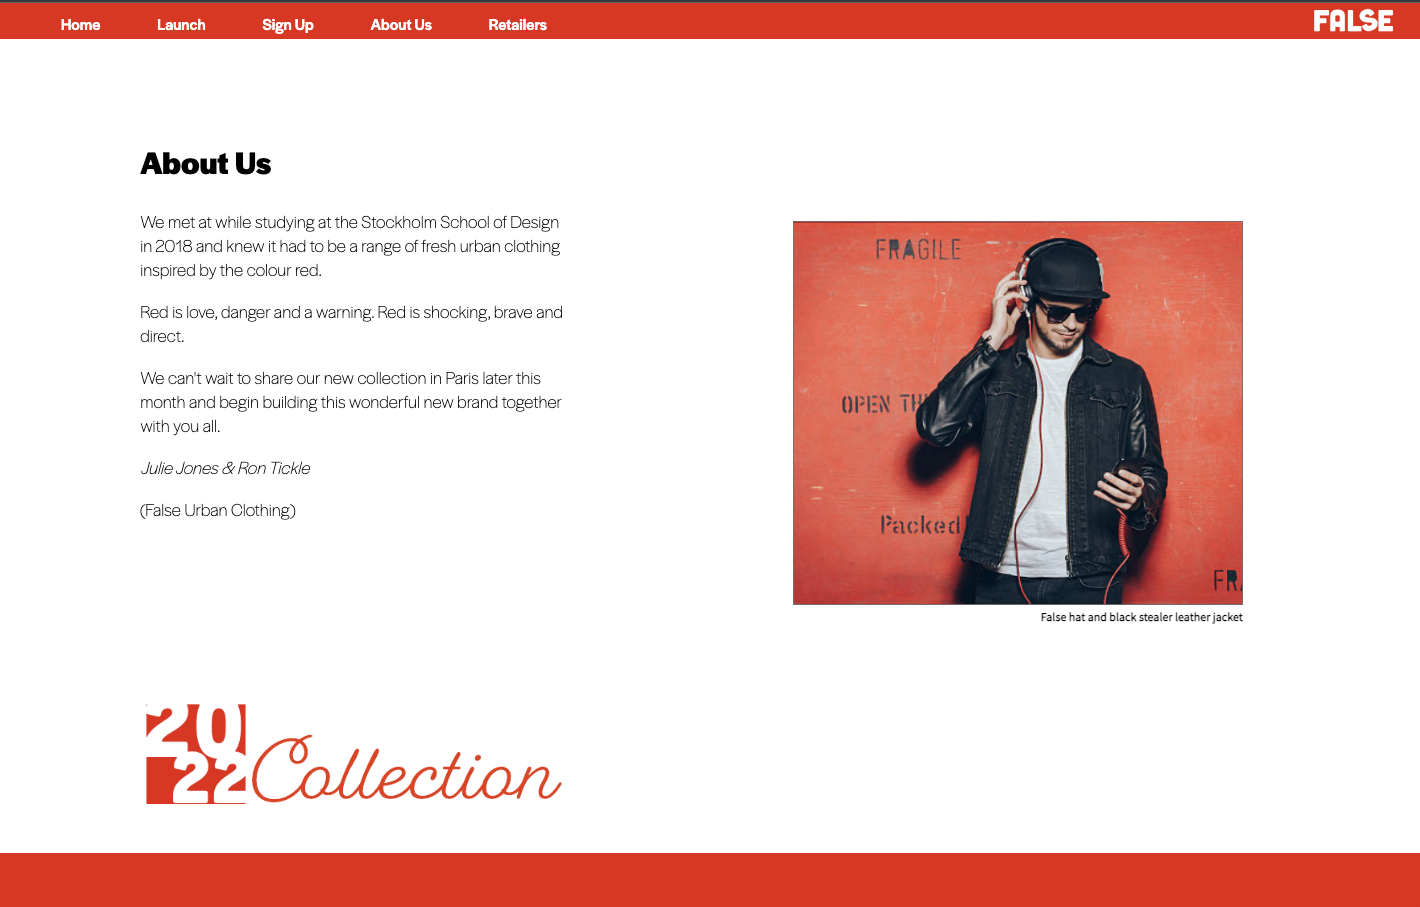 Home Launch Sign Up About Us Retailers FALSE
About Us
We met at while studying at the Stockholm School of Design
in 2018 and knew it had to be a range of fresh urban clothing
inspired by the colour red.
Red is love, danger and a warning. Red is shocking, brave and
direct.
We can't wait to share our new collection in Paris later this
month and begin building this wonderful new brand together
with you all.
Julie Jones & Ron Tickle
(False Urban Clothing)
FRAGILE
OPEN TH
Packed
FRA
False hat and black stealer leather jacket
20
22 Collection